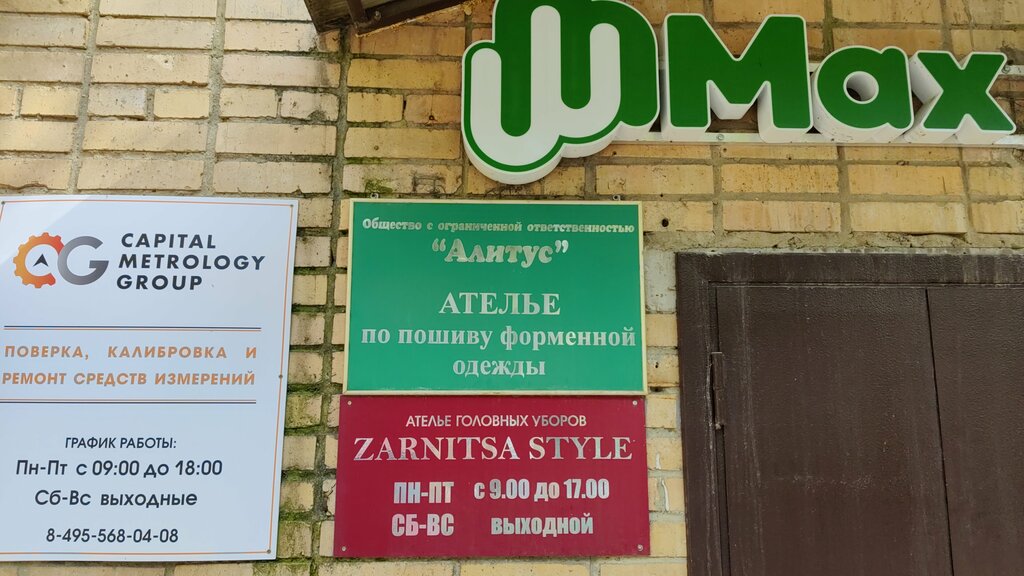 Max
CAPITAL
METROLOGY
GROUP
ПОВЕРКА, КАЛИБРОВКА И
РЕМОНТ СРЕДСТВ ИЗМЕРЕНИЙ
ГРАФИК РАБОТЫ:
Пн-Пт с 09:00 до 18:00
Сб-Вс выходные
8-495-568-04-08
Общество с ограниченной ответственностью
“Алитус”
АТЕЛЬЕ
по пошиву форменной
одежды
АТЕЛЬЕ ГОЛОВНЫХ УБОРОВ
ZARNITSA STYLE
ПН-ПТ с 9.00 до 17.00
СБ-ВС выходной